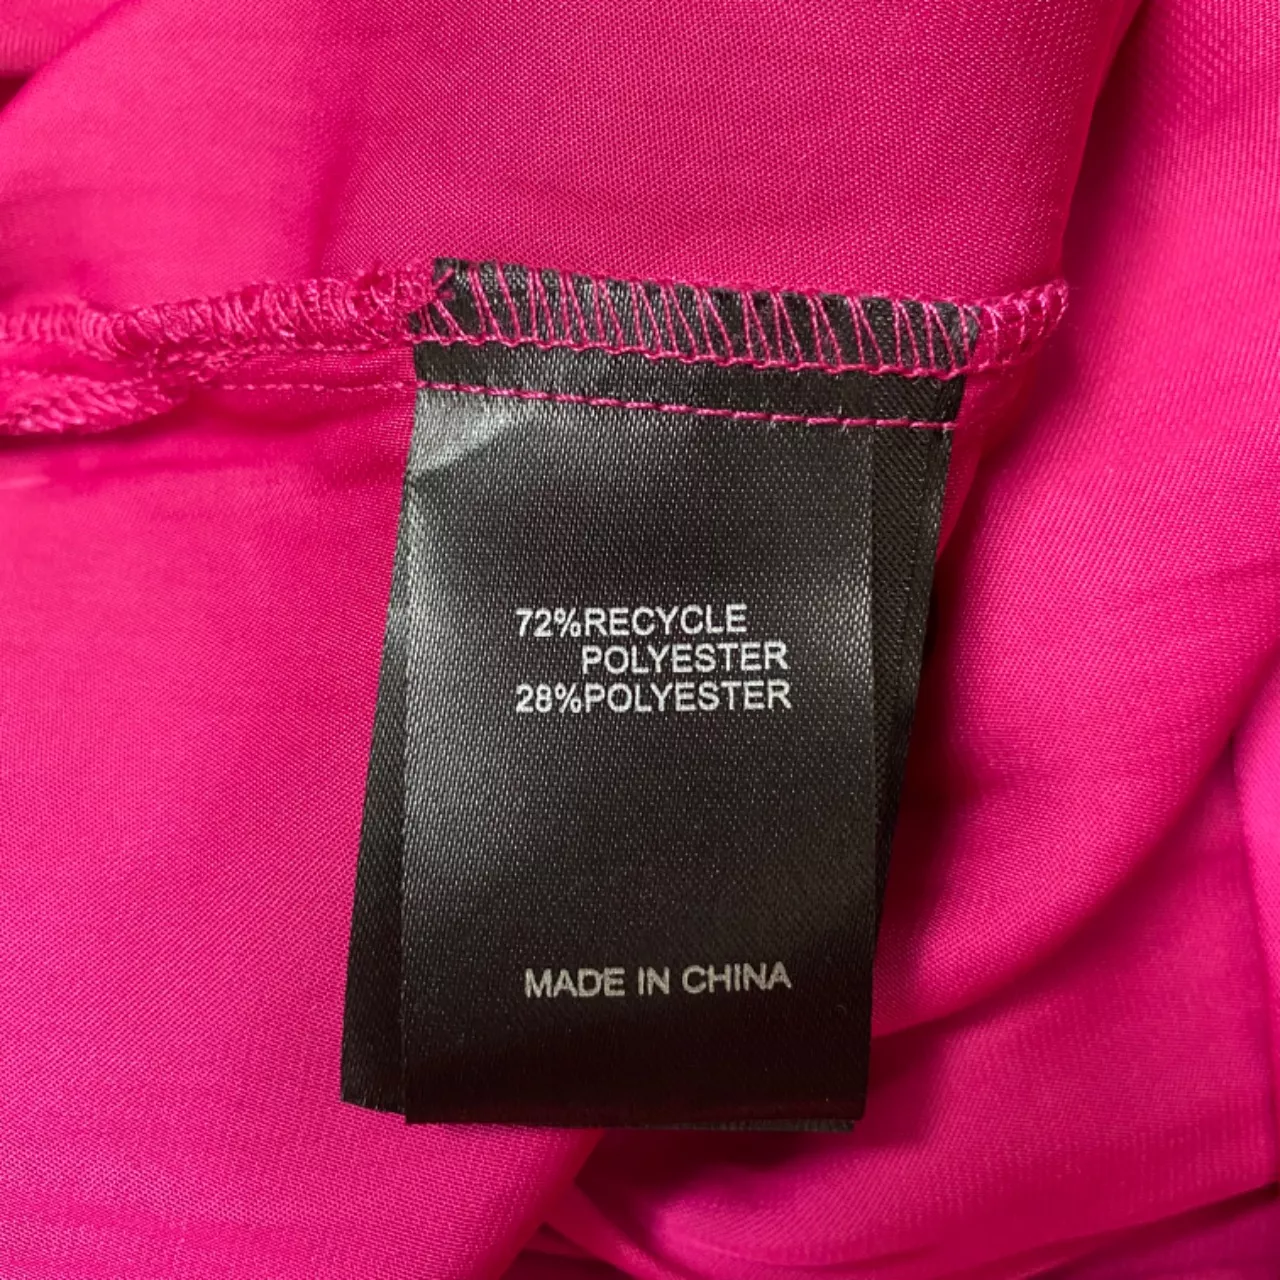 72%RECYCLE
POLYESTER
28%POLYESTER
MADE IN CHINA